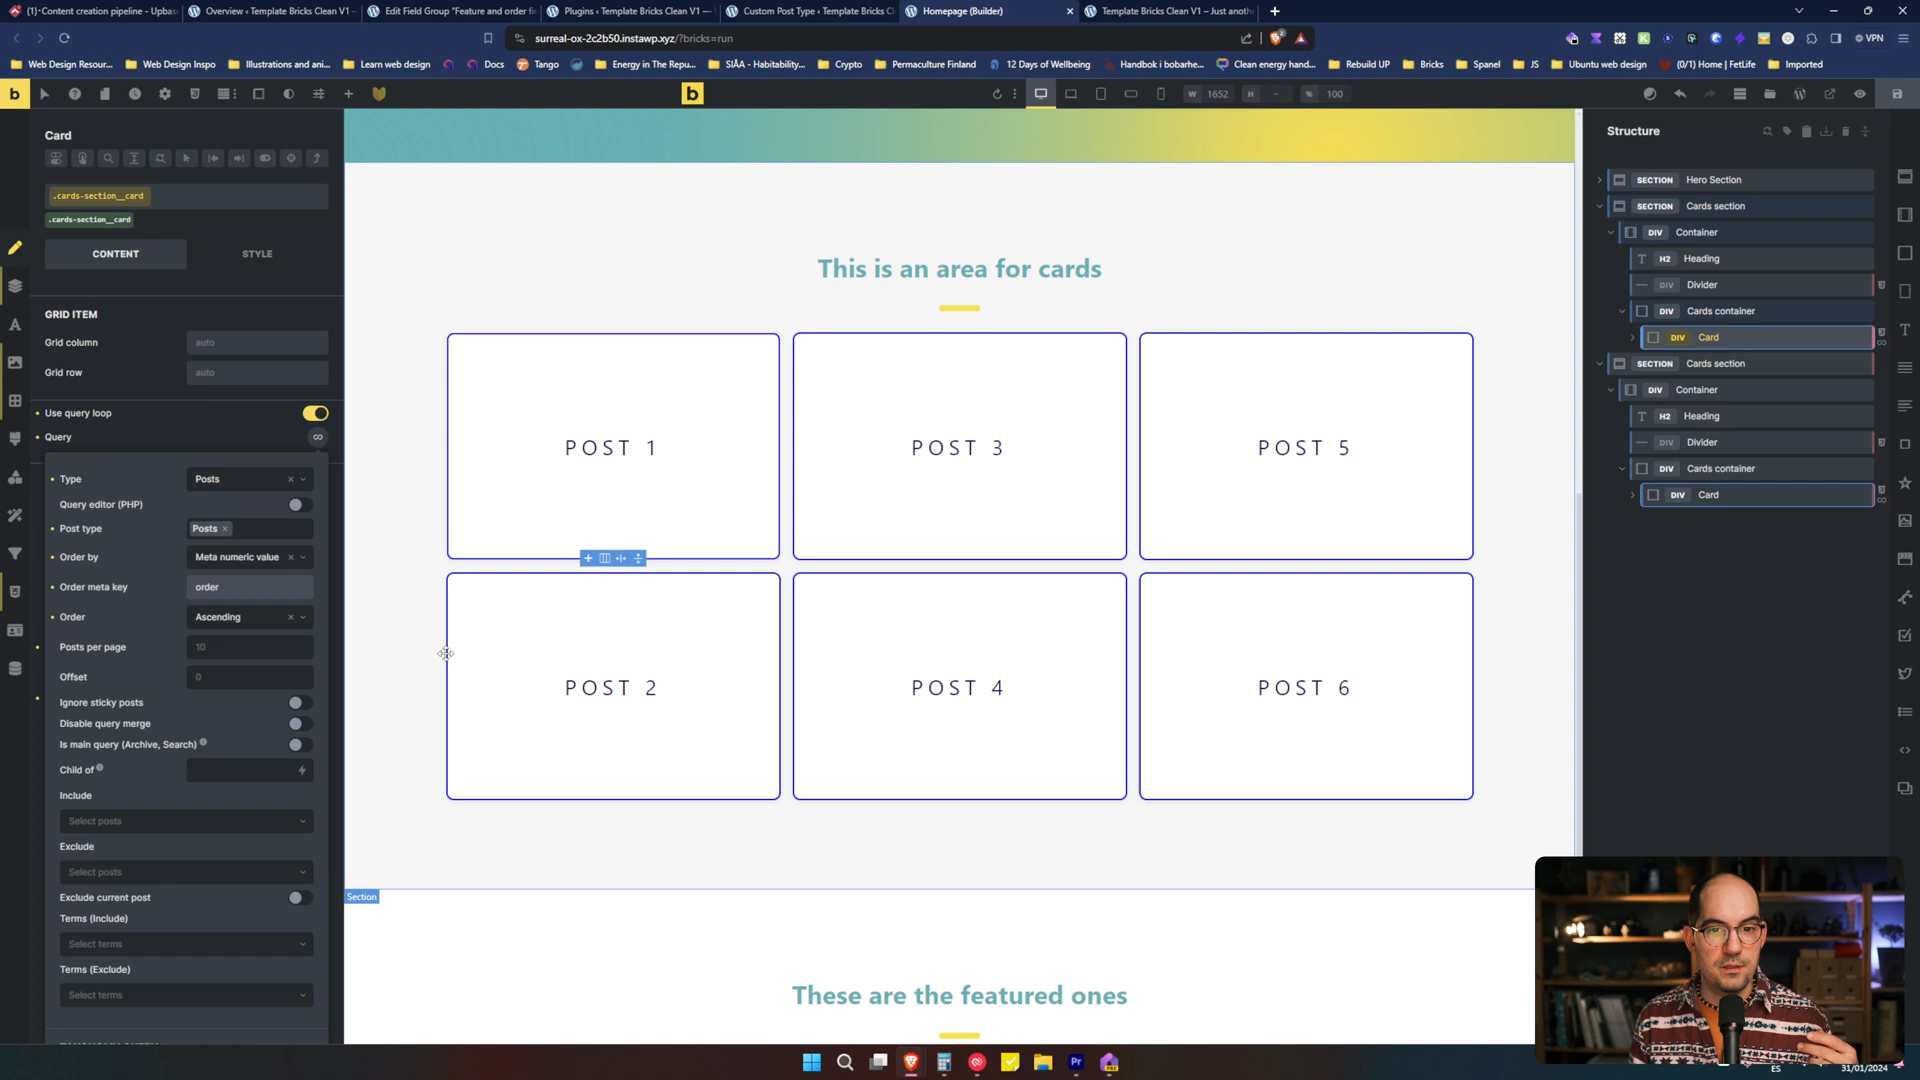 (1)·Content creation pipeline – Upbas
Overview ‹ Template Bricks Clean V1 —
Edit Field Group "Feature and order fi
Plugins ‹ Template Bricks Clean V1 —
Custom Post Type ‹ Template Bricks C
Homepage (Builder)
Template Bricks Clean V1 – Just anoth
surreal-ox-2c2b50.instawp.xyz/?bricks=run
VPN
Web Design Resour...
Web Design Inspo
Illustrations and ani...
Learn web design
Docs
Tango
Energy in The Repu...
SIÅA - Habitability...
Crypto
Permaculture Finland
12 Days of Wellbeing
Handbok i bobarhe...
Clean energy hand...
Rebuild UP
Bricks
Spanel
JS
Ubuntu web design
(0/1) Home | FetLife
Imported
b
b
W 1652
H -
% 100
Card
.cards-section__card
.cards-section__card
CONTENT
STYLE
GRID ITEM
Grid column auto
Grid row auto
Use query loop
Query
Type Posts
Query editor (PHP)
Post type Posts
Order by Meta numeric value
Order meta key order
Order Ascending
Posts per page 10
Offset 0
Ignore sticky posts
Disable query merge
Is main query (Archive, Search)
Child of
Include
Select posts
Exclude
Select posts
Exclude current post
Terms (Include)
Select terms
Terms (Exclude)
Select terms
This is an area for cards
POST 1
POST 3
POST 5
POST 2
POST 4
POST 6
Section
These are the featured ones
Structure
SECTION Hero Section
SECTION Cards section
DIV Container
H2 Heading
DIV Divider
DIV Cards container
DIV Card
SECTION Cards section
DIV Container
H2 Heading
DIV Divider
DIV Cards container
DIV Card
ES
31/01/2024